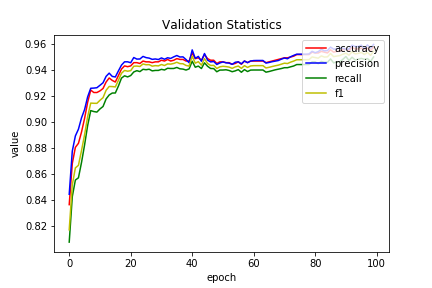 Validation Statistics
0.96
0.94
0.92
0.90
0.88
0.86
0.84
0.82
value
0
20
40
60
80
100
epoch
accuracy
precision
recall
f1